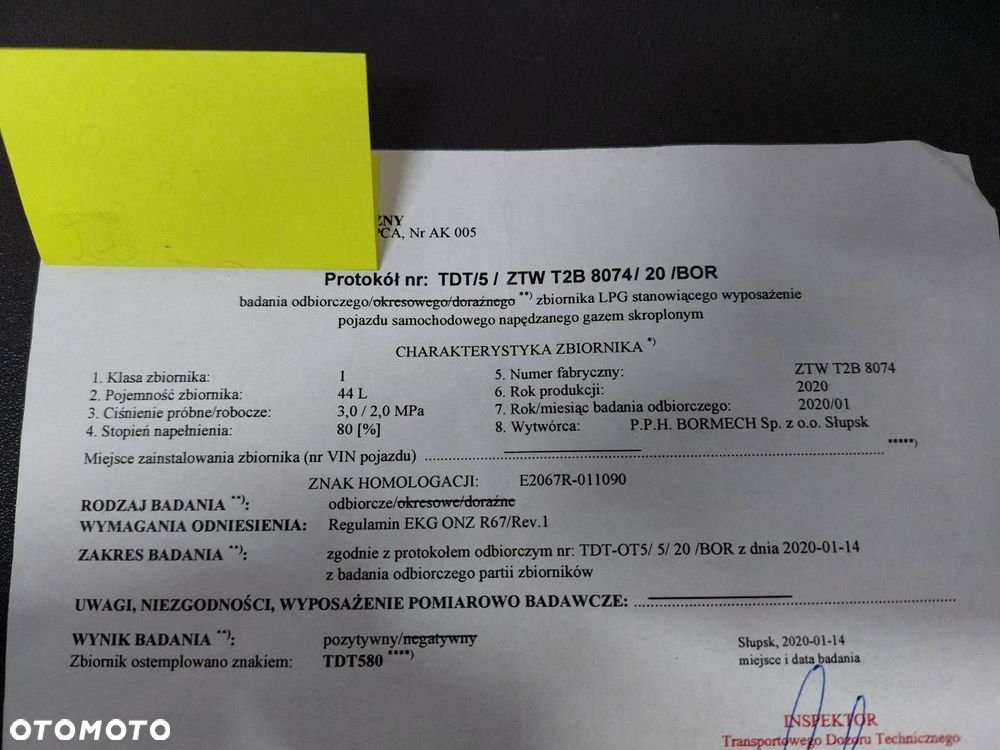 ZNY
PCA, Nr AK 005
Protokół nr: TDT/5 / ZTW T2B 8074/ 20 /BOR
badania odbiorczego/okresowego/doraźnego **) zbiornika LPG stanowiącego wyposażenie
pojazdu samochodowego napędzanego gazem skroplonym
CHARAKTERYSTYKA ZBIORNIKA *)
1. Klasa zbiornika: 1 5. Numer fabryczny: ZTW T2B 8074
2. Pojemność zbiornika: 44 L 6. Rok produkcji: 2020
3. Ciśnienie próbne/robocze: 3,0 / 2,0 MPa 7. Rok/miesiąc badania odbiorczego: 2020/01
4. Stopień napełnienia: 80 [%] 8. Wytwórca: P.P.H. BORMECH Sp. z o.o. Słupsk
Miejsce zainstalowania zbiornika (nr VIN pojazdu) *****)
ZNAK HOMOLOGACJI: E2067R-011090
RODZAJ BADANIA **): odbiorcze/okresowe/doraźne
WYMAGANIA ODNIESIENIA: Regulamin EKG ONZ R67/Rev.1
ZAKRES BADANIA **): zgodnie z protokołem odbiorczym nr: TDT-OT5/ 5/ 20 /BOR z dnia 2020-01-14
z badania odbiorczego partii zbiorników
UWAGI, NIEZGODNOŚCI, WYPOSAŻENIE POMIAROWO BADAWCZE:
WYNIK BADANIA **): pozytywny/negatywny
Zbiornik ostemplowano znakiem: TDT580 ****)
Słupsk, 2020-01-14
miejsce i data badania
INSPEKTOR
Transportowego Dozoru Technicznego
OTOMOTO